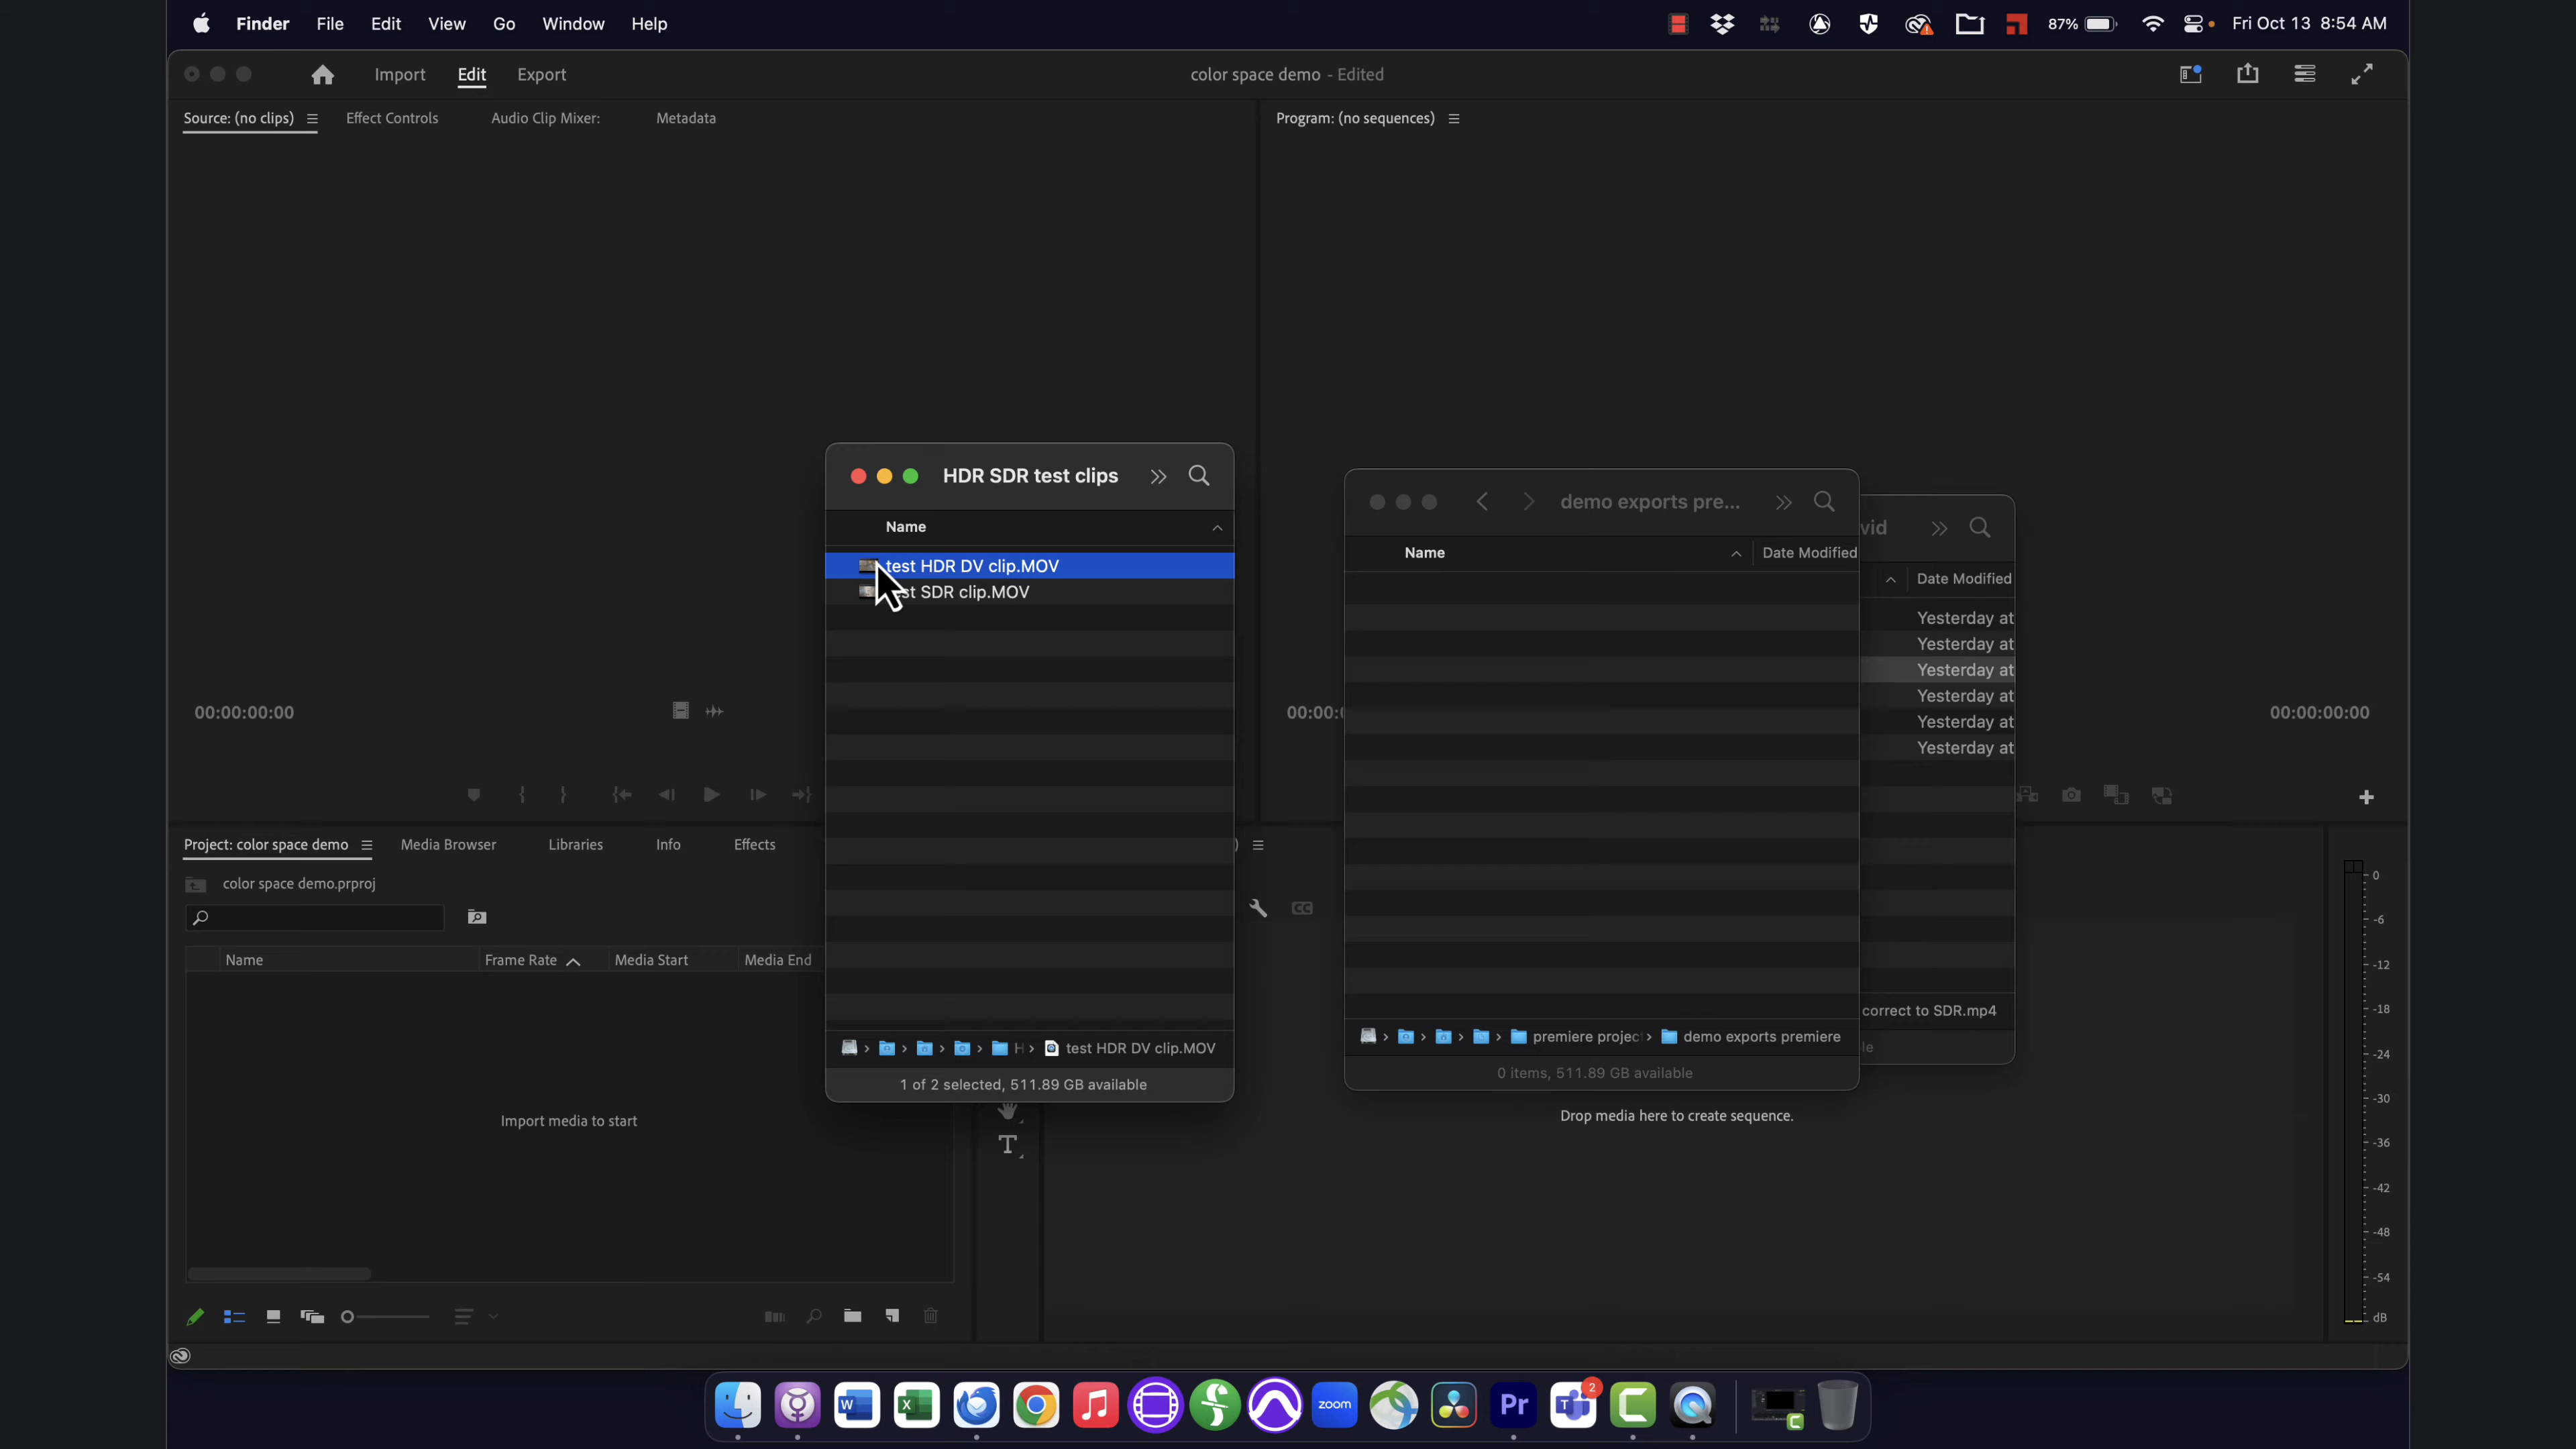 Finder File Edit View Go Window Help 87% Fri Oct 13 8:54 AM
Import Edit Export color space demo - Edited
Source: (no clips) Effect Controls Audio Clip Mixer: Metadata Program: (no sequences)
HDR SDR test clips
Name
test HDR DV clip.MOV
st SDR clip.MOV
test HDR DV clip.MOV
1 of 2 selected, 511.89 GB available
demo exports pre...
Name Date Modified
premiere projec demo exports premiere
0 items, 511.89 GB available
vid
Date Modified
Yesterday at
Yesterday at
Yesterday at
Yesterday at
Yesterday at
Yesterday at
correct to SDR.mp4
le
00:00:00:00 00:00: 00:00:00:00
Project: color space demo Media Browser Libraries Info Effects
color space demo.prproj
Name Frame Rate Media Start Media End
Import media to start
CC
T
Drop media here to create sequence.
0
-6
-12
-18
-24
-30
-36
-42
-48
-54
dB
W X zoom Pr T 2 C